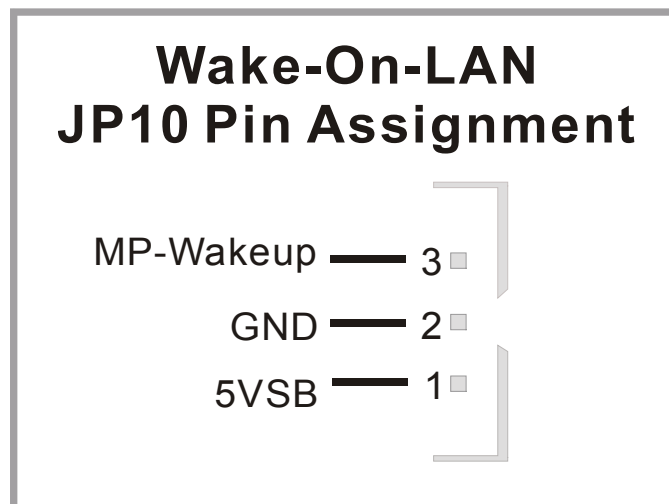 Wake-On-LAN
JP10 Pin Assignment
MP-Wakeup 3
GND 2
5VSB 1